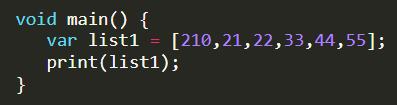 void main() {
   var list1 = [210,21,22,33,44,55];
   print(list1);
}